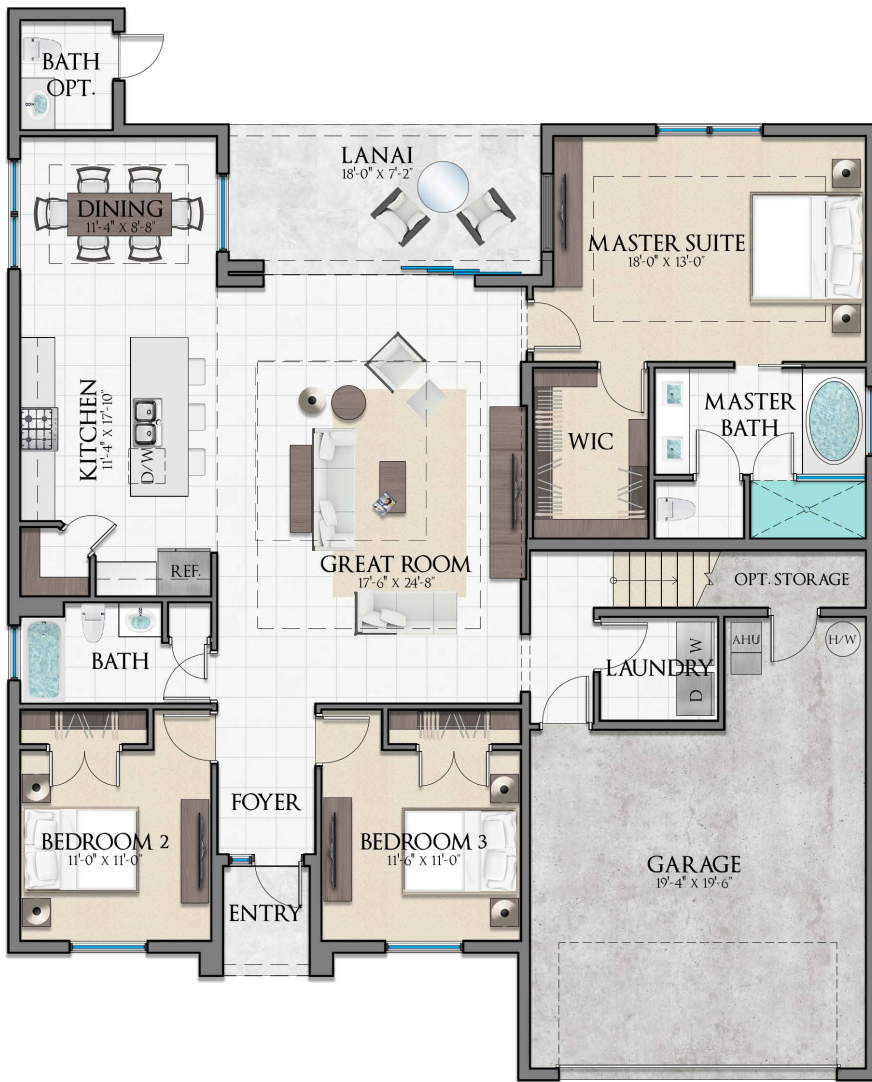 BATH
OPT.
LANAI
18'-0" X 7'-2"
DINING
11'-4" X 8'-8"
MASTER SUITE
18'-0" X 13'-0"
KITCHEN
11'-4" X 17'-10"
D/W
MASTER
BATH
WIC
REF.
GREAT ROOM
17'-6" X 24'-8"
OPT. STORAGE
BATH
LAUNDRY
W
D
AHU
H/W
FOYER
BEDROOM 2
11'-0" X 11'-0"
BEDROOM 3
11'-6" X 11'-0"
GARAGE
19'-4" X 19'-6"
ENTRY